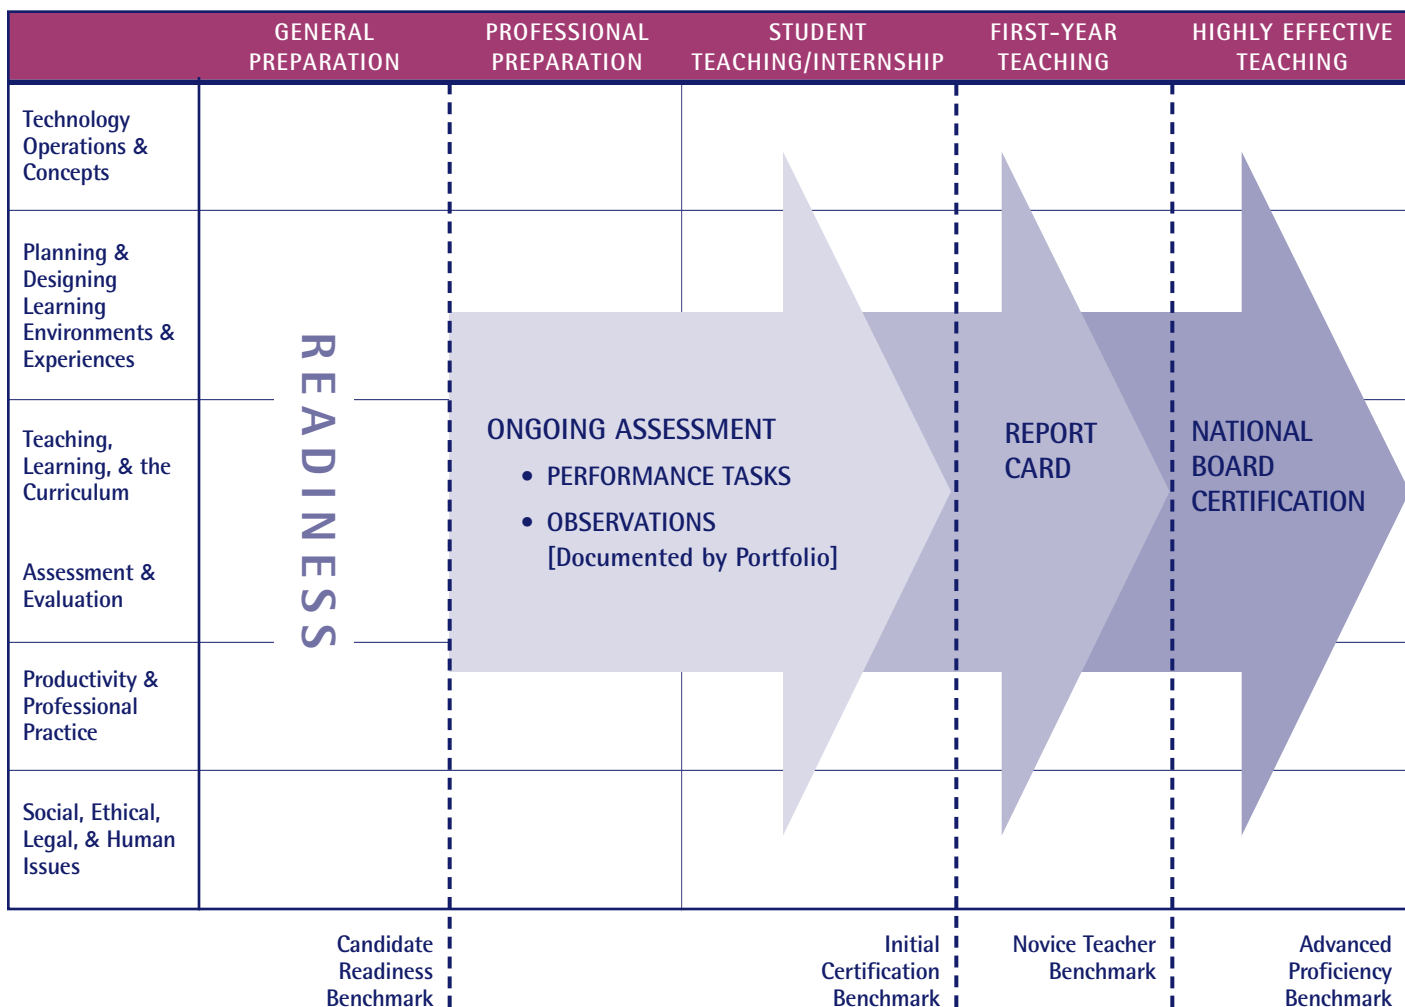 GENERAL
PREPARATION
PROFESSIONAL
PREPARATION
STUDENT
TEACHING/INTERNSHIP
FIRST-YEAR
TEACHING
HIGHLY EFFECTIVE
TEACHING
Technology
Operations &
Concepts
Planning &
Designing
Learning
Environments &
Experiences
Teaching,
Learning, & the
Curriculum
Assessment &
Evaluation
Productivity &
Professional
Practice
Social, Ethical,
Legal, & Human
Issues
READINESS
ONGOING ASSESSMENT
• PERFORMANCE TASKS
• OBSERVATIONS
[Documented by Portfolio]
REPORT
CARD
NATIONAL
BOARD
CERTIFICATION
Candidate
Readiness
Benchmark
Initial
Certification
Benchmark
Novice Teacher
Benchmark
Advanced
Proficiency
Benchmark